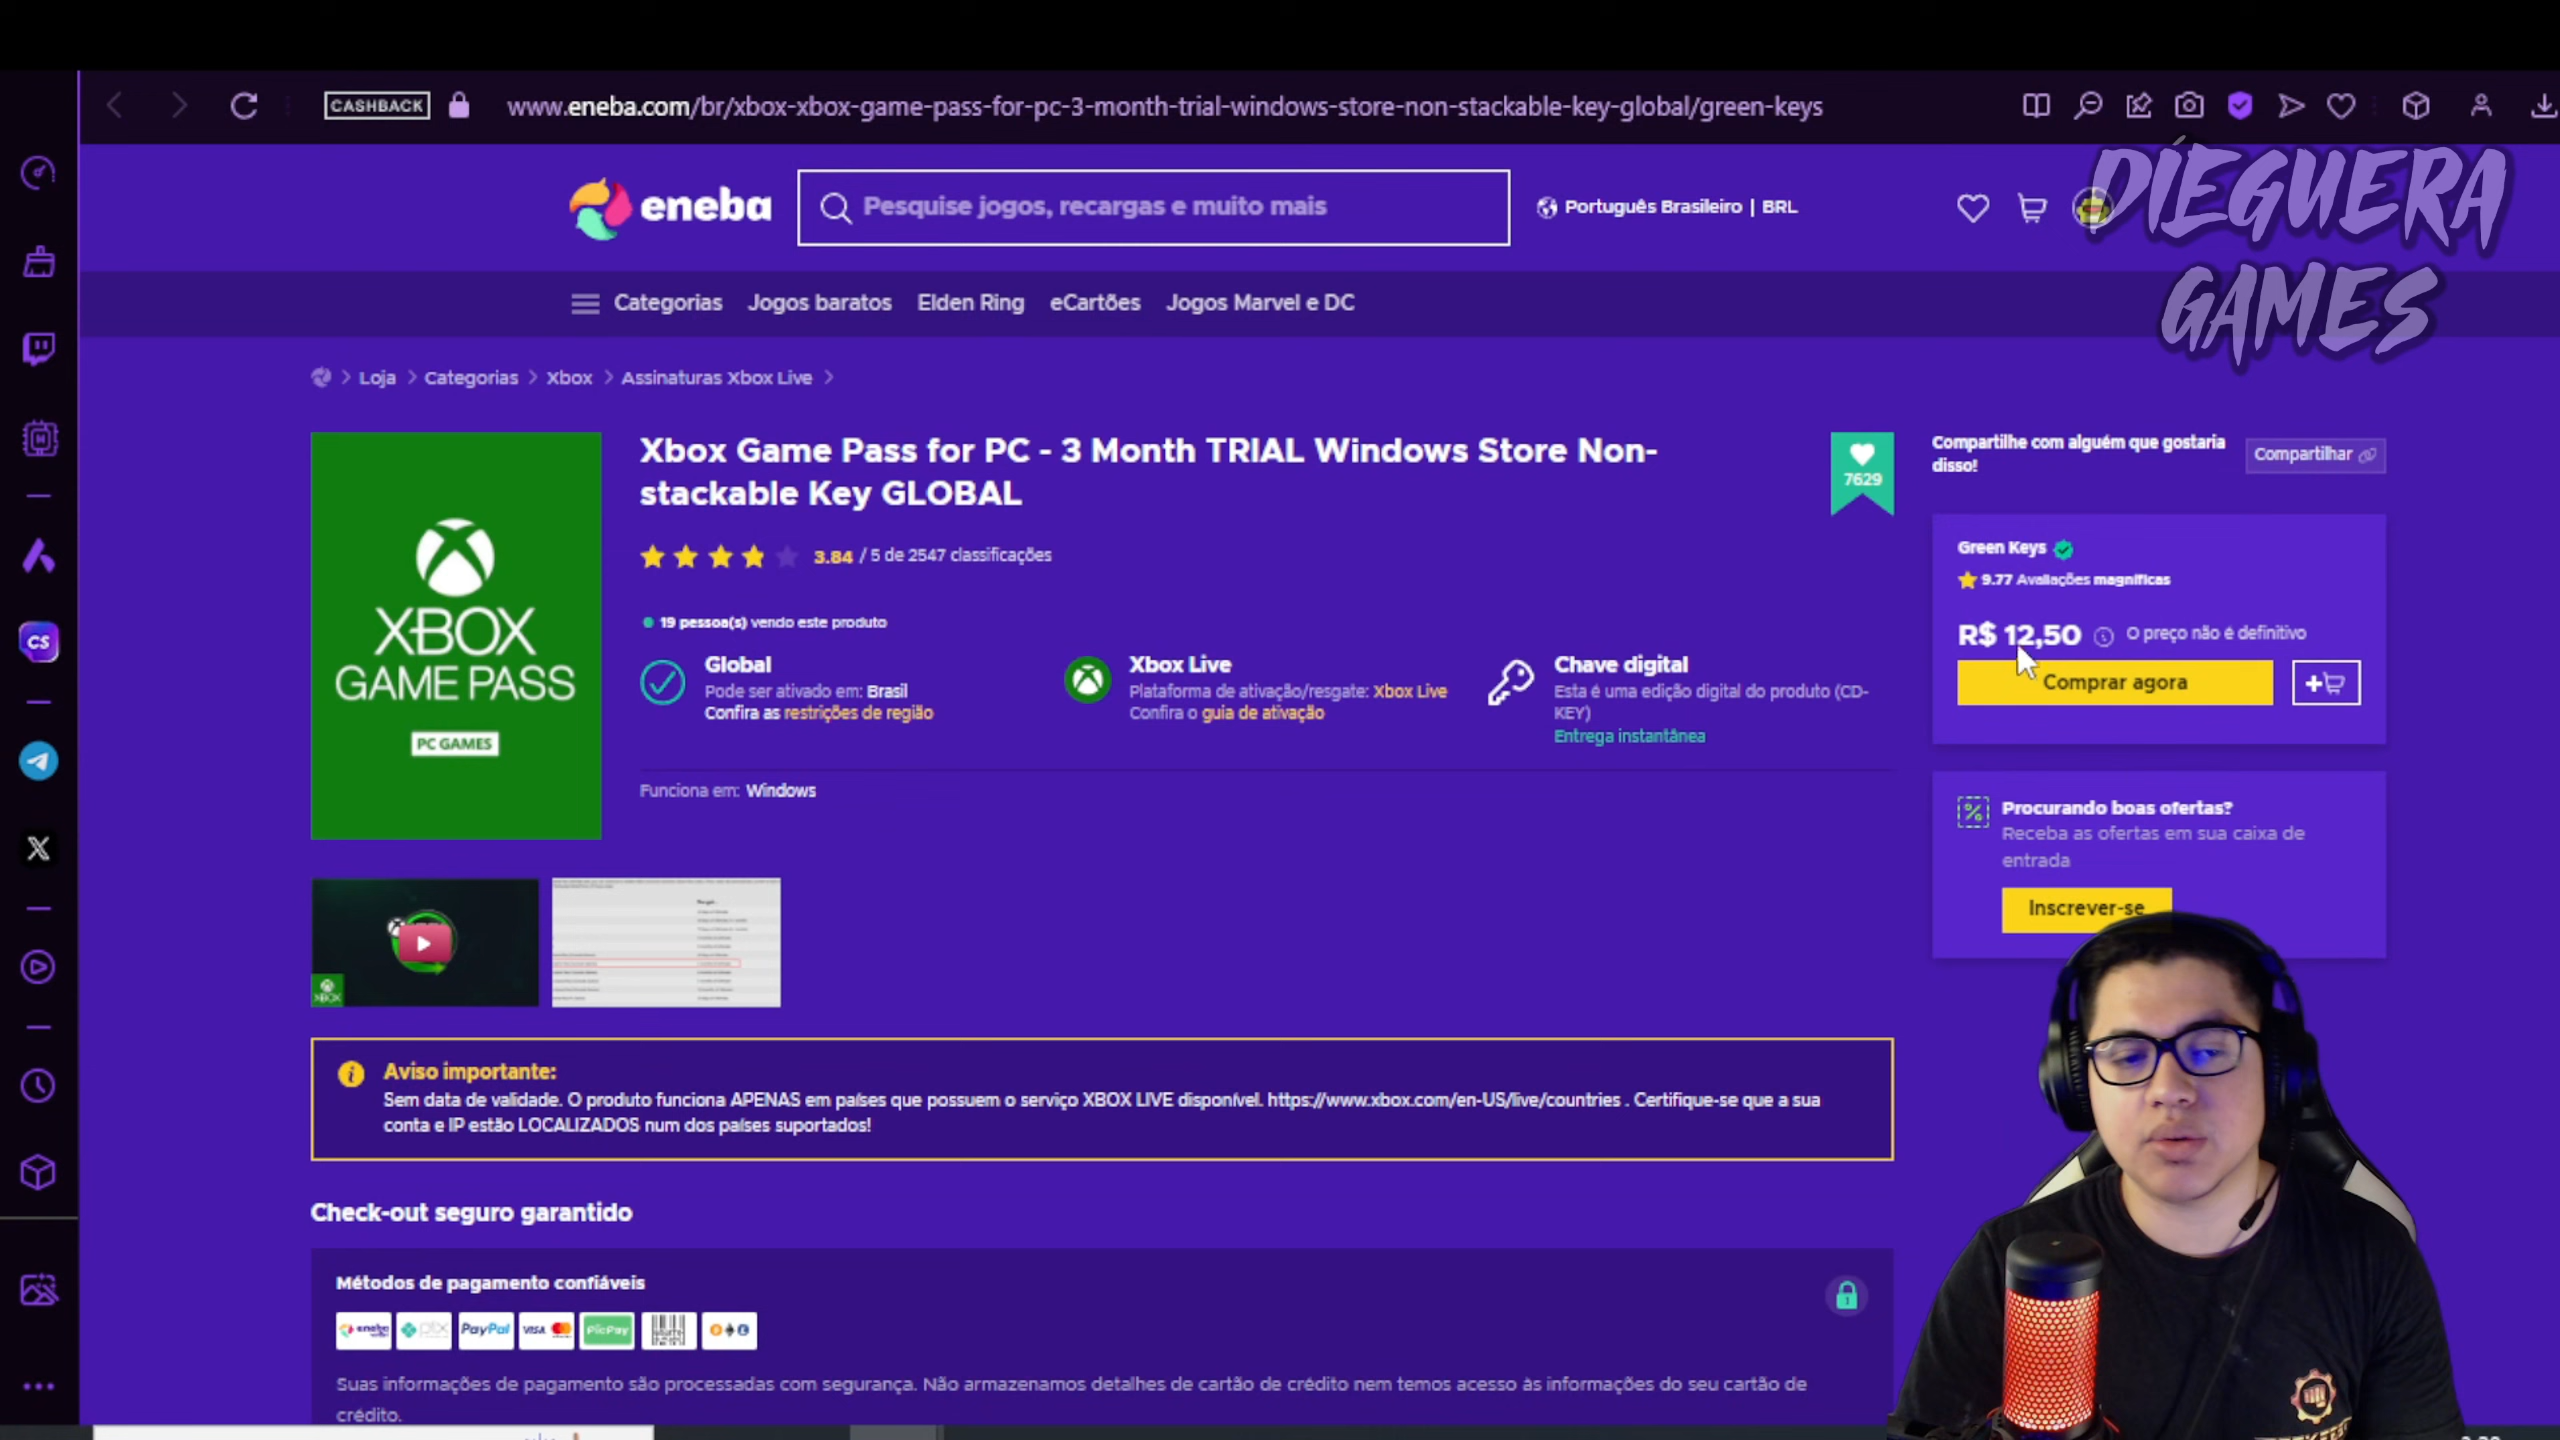 CASHBACK
www.eneba.com/br/xbox-xbox-game-pass-for-pc-3-month-trial-windows-store-non-stackable-key-global/green-keys
DIEGUERA
GAMES
eneba
Pesquise jogos, recargas e muito mais
Português Brasileiro | BRL
Categorias
Jogos baratos
Elden Ring
eCartões
Jogos Marvel e DC
Loja
Categorias
Xbox
Assinaturas Xbox Live
XBOX
GAME PASS
PC GAMES
Xbox Game Pass for PC - 3 Month TRIAL Windows Store Non-
stackable Key GLOBAL
7629
3.84 / 5 de 2547 classificações
19 pessoa(s) vendo este produto
Global
Pode ser ativado em: Brasil
Confira as restrições de região
Xbox Live
Plataforma de ativação/resgate: Xbox Live
Confira o guia de ativação
Chave digital
Esta é uma edição digital do produto (CD-
KEY)
Entrega instantânea
Funciona em: Windows
Compartilhe com alguém que gostaria
disso!
Compartilhar
Green Keys
9.77 Avaliações magníficas
R$ 12,50
O preço não é definitivo
Comprar agora
Procurando boas ofertas?
Receba as ofertas em sua caixa de
entrada
Inscrever-se
CS
XBOX
Aviso importante:
Sem data de validade. O produto funciona APENAS em países que possuem o serviço XBOX LIVE disponível. https://www.xbox.com/en-US/live/countries . Certifique-se que a sua
conta e IP estão LOCALIZADOS num dos países suportados!
Check-out seguro garantido
Métodos de pagamento confiáveis
eneba
pix
PayPal
VISA
PicPay
Suas informações de pagamento são processadas com segurança. Não armazenamos detalhes de cartão de crédito nem temos acesso às informações do seu cartão de
crédito.